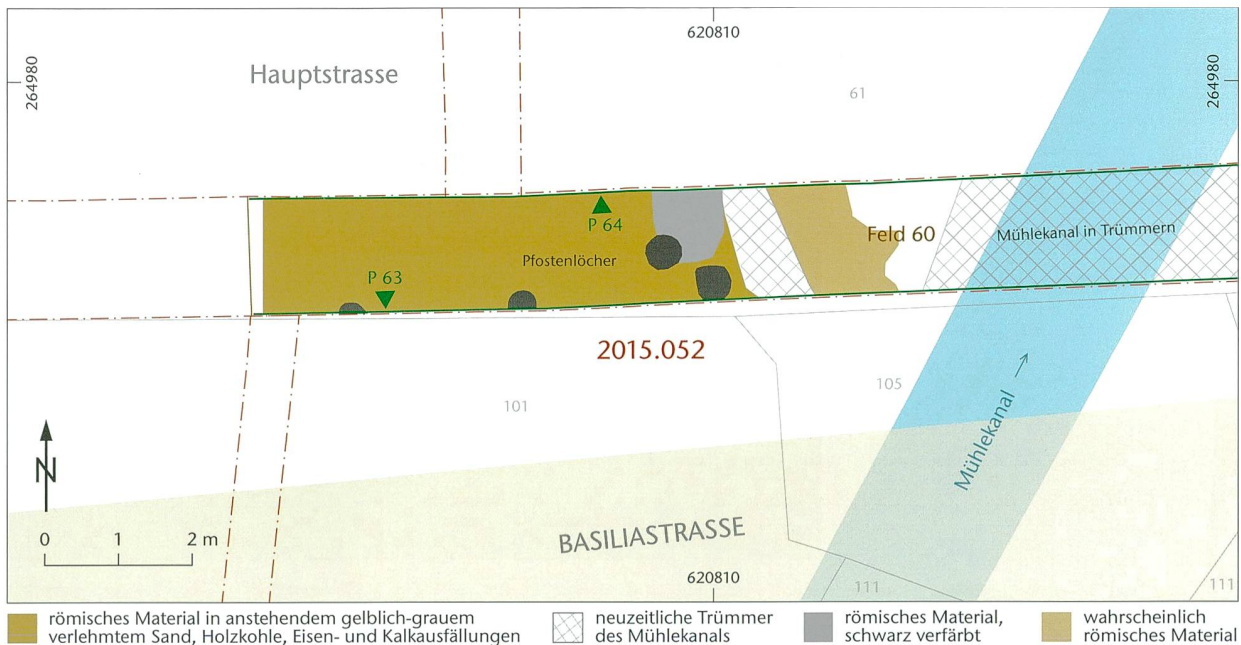 620810
264980
264980
Hauptstrasse
61
P 64
Feld 60
Mühlekanal in Trümmern
Pfostenlöcher
P 63
2015.052
105
101
Mühlekanal
N
0 1 2 m
BASILIASTRASSE
620810
111
111
römisches Material in anstehendem gelblich-grauem
verlehmtem Sand, Holzkohle, Eisen- und Kalkausfällungen
neuzeitliche Trümmer
des Mühlekanals
römisches Material,
schwarz verfärbt
wahrscheinlich
römisches Material